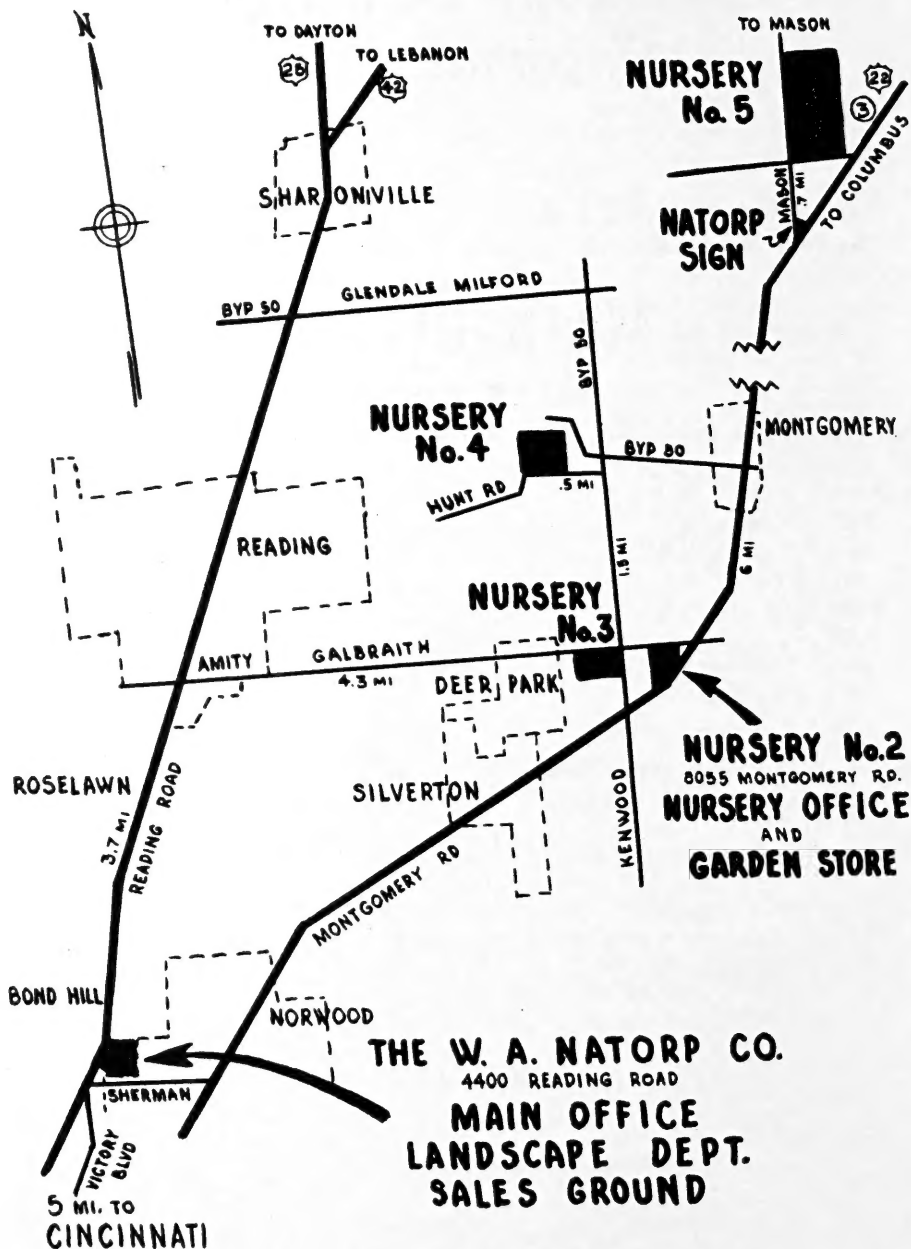 N
TO DAYTON
TO LEBANON
25
42
SHARONVILLE
TO MASON
NURSERY
No. 5
22
3
TO COLUMBUS
MASON
.7 MI
NATORP
SIGN
BYP 50
GLENDALE MILFORD
BYP 50
NURSERY
No. 4
HUNT RD
.5 MI
BYP 50
MONTGOMERY
READING
1.5 MI
6 MI
NURSERY
No. 3
AMITY
GALBRAITH
4.3 MI
DEER PARK
ROSELAWN
3.7 MI
READING ROAD
SILVERTON
MONTGOMERY RD
KENWOOD
NURSERY No. 2
8055 MONTGOMERY RD.
NURSERY OFFICE
AND
GARDEN STORE
BOND HILL
NORWOOD
SHERMAN
VICTORY
BLVD
5 MI. TO
CINCINNATI
THE W. A. NATORP CO.
4400 READING ROAD
MAIN OFFICE
LANDSCAPE DEPT.
SALES GROUND